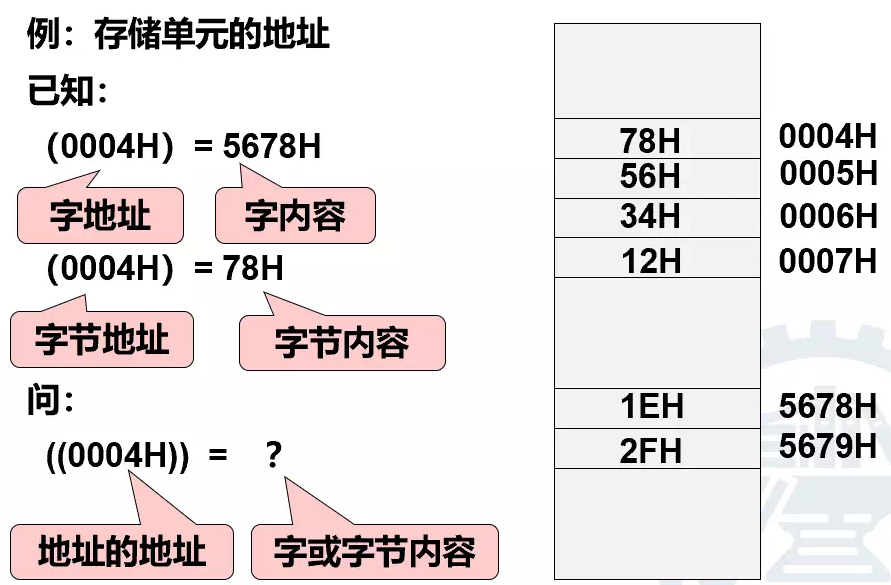 例：存储单元的地址
已知：
（0004H）= 5678H
字地址
字内容
（0004H）= 78H
字节地址
字节内容
问：
((0004H)) = ？
地址的地址
字或字节内容
78H 0004H
56H 0005H
34H 0006H
12H 0007H
1EH 5678H
2FH 5679H